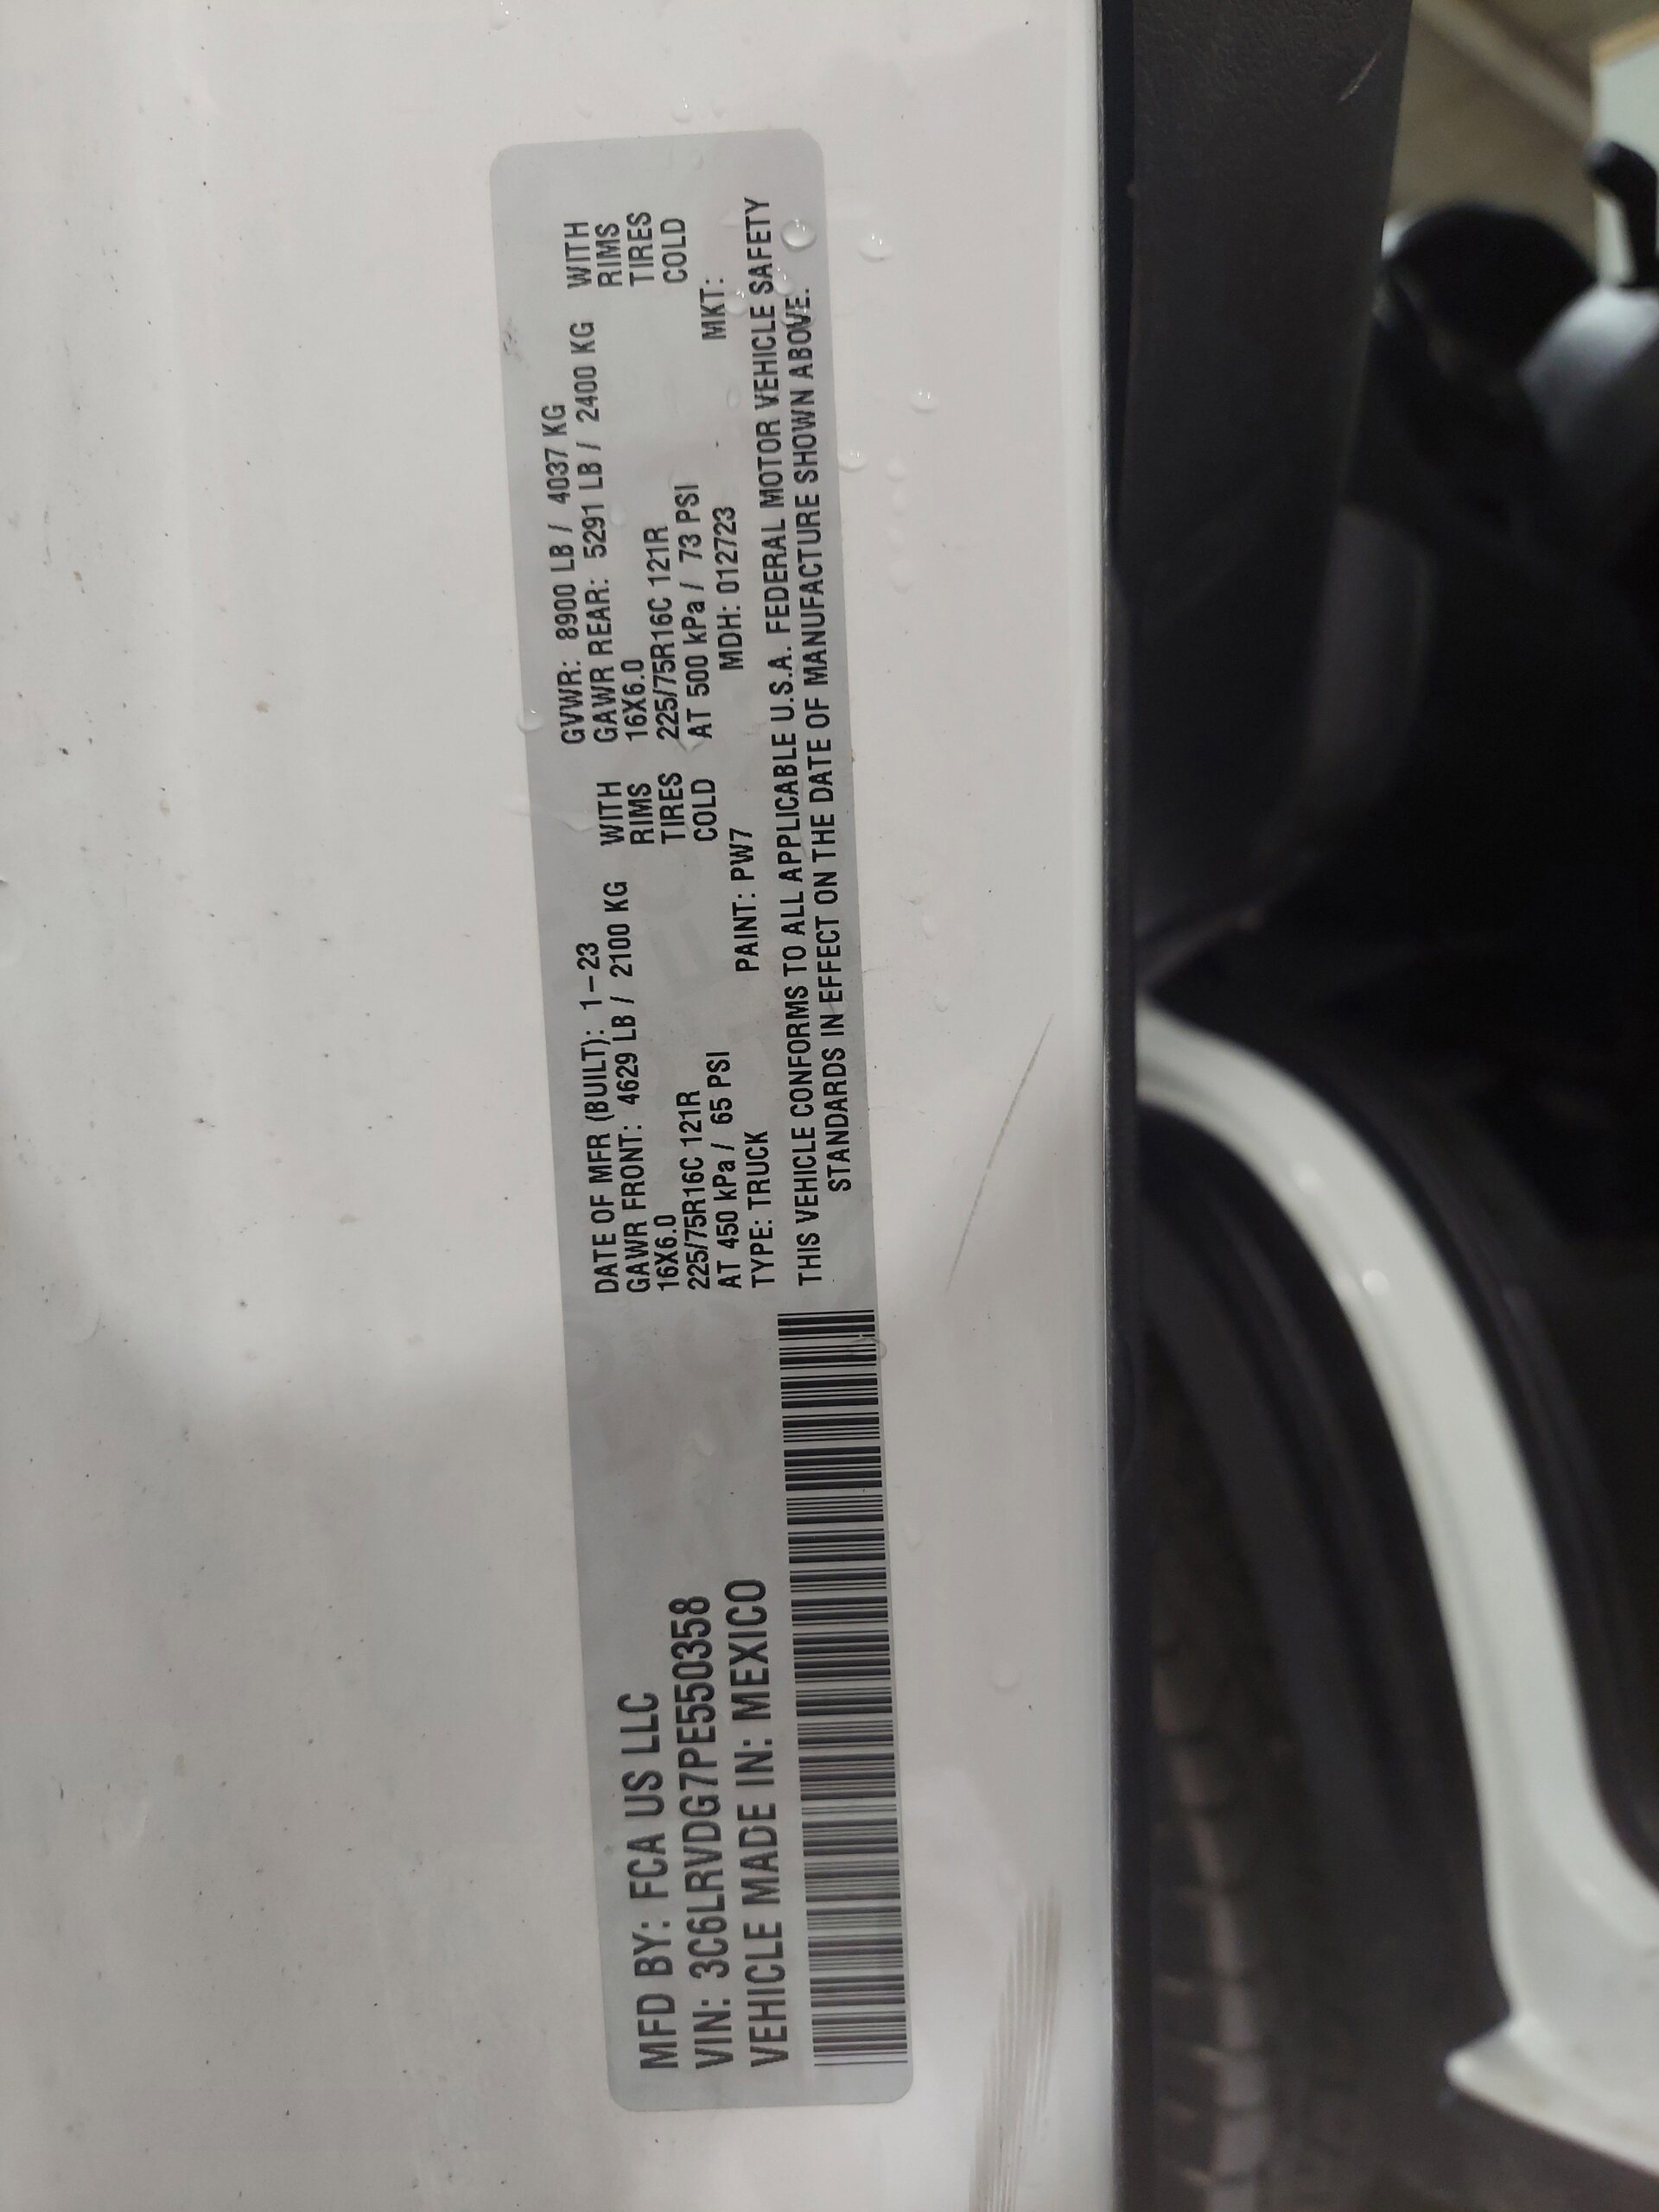 MFD BY: FCA US LLC
VIN: 3C6LRVDG7PE550358
VEHICLE MADE IN: MEXICO
DATE OF MFR (BUILT): 1-23
GVWR: 8900 LB / 4037 KG
GAWR FRONT: 4629 LB / 2100 KG WITH
GAWR REAR: 5291 LB / 2400 KG WITH
16X6.0 RIMS
16X6.0 RIMS
225/75R16C 121R TIRES
225/75R16C 121R TIRES
AT 450 kPa / 65 PSI COLD
AT 500 kPa / 73 PSI COLD
TYPE: TRUCK PAINT: PW7 MDH: 012723 MKT:
THIS VEHICLE CONFORMS TO ALL APPLICABLE U.S.A. FEDERAL MOTOR VEHICLE SAFETY
STANDARDS IN EFFECT ON THE DATE OF MANUFACTURE SHOWN ABOVE.